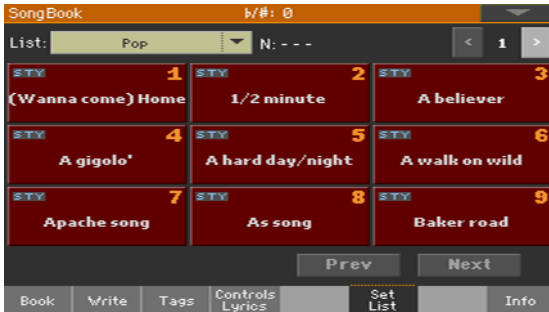 SongBook ♭/#: 0
List: Pop N: - - - < 1 >
STY 1 STY 2 STY 3
(Wanna come) Home 1/2 minute A believer
STY 4 STY 5 STY 6
A gigolo' A hard day/night A walk on wild
STY 7 STY 8 STY 9
Apache song As song Baker road
Prev Next
Book Write Tags Controls Lyrics Set List Info